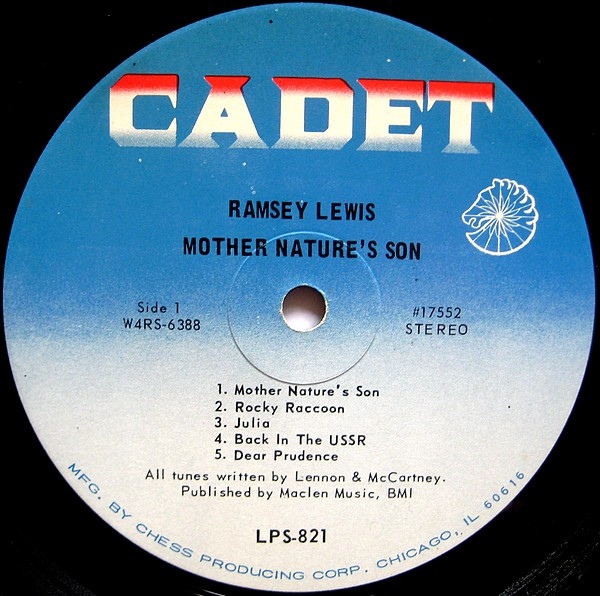 CADET
RAMSEY LEWIS
MOTHER NATURE'S SON
Side 1
W4RS-6388
#17552
STEREO
1. Mother Nature's Son
2. Rocky Raccoon
3. Julia
4. Back In The USSR
5. Dear Prudence
All tunes written by Lennon & McCartney.
Published by Maclen Music, BMI
LPS-821
MFG. BY CHESS PRODUCING CORP. CHICAGO, IL 60616